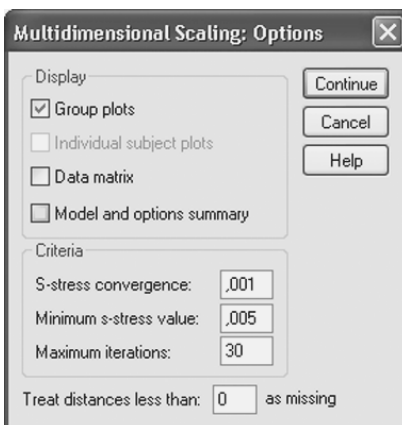 Multidimensional Scaling: Options
Display
Group plots
Individual subject plots
Data matrix
Model and options summary
Continue
Cancel
Help
Criteria
S-stress convergence: ,001
Minimum s-stress value: ,005
Maximum iterations: 30
Treat distances less than: 0 as missing